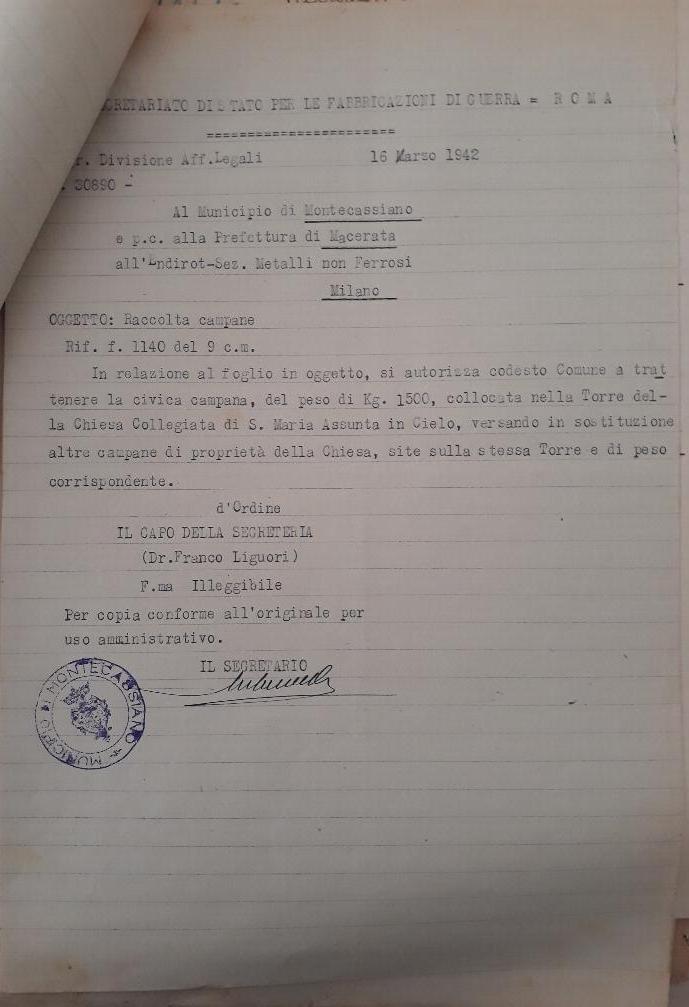 CRETARIATO DI STATO PER LE FABBRICAZIONI DI GUERRA = R O M A
=======================
r. Divisione Aff.Legali 16 Marzo 1942
. 30890 -
Al Municipio di Montecassiano
e p.c. alla Prefettura di Macerata
all'Endirot-Sez. Metalli non Ferrosi
Milano
OGGETTO: Raccolta campane
Rif. f. 1140 del 9 c.m.
In relazione al foglio in oggetto, si autorizza codesto Comune a trat
tenere la civica campana, del peso di Kg. 1500, collocata nella Torre del-
la Chiesa Collegiata di S. Maria Assunta in Cielo, versando in sostituzione
altre campane di proprietà della Chiesa, site sulla stessa Torre e di peso
corrispondente.
d'Ordine
IL CAPO DELLA SEGRETERIA
(Dr.Franco Liguori)
F.ma Illeggibile
Per copia conforme all'originale per
uso amministrativo.
IL SEGRETARIO
MUNICIPIO DI MONTECASSIANO